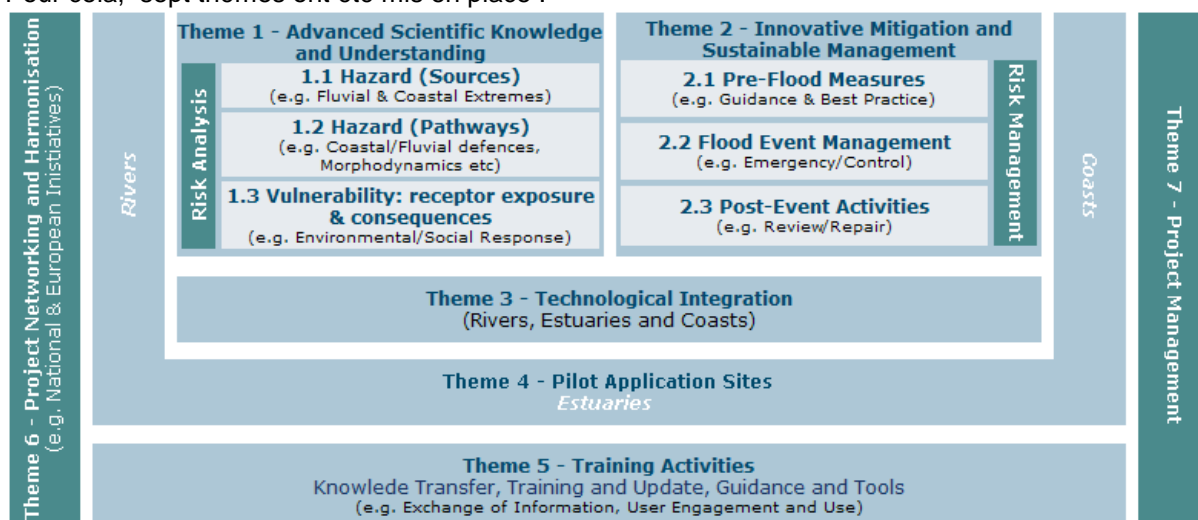 Pour cela, sept thèmes ont été mis en place :
Theme 6 - Project Networking and Harmonisation
(e.g. National & European Inistiatives)
Rivers
Theme 1 - Advanced Scientific Knowledge
and Understanding
Risk Analysis
1.1 Hazard (Sources)
(e.g. Fluvial & Coastal Extremes)
1.2 Hazard (Pathways)
(e.g. Coastal/Fluvial defences,
Morphodynamics etc)
1.3 Vulnerability: receptor exposure
& consequences
(e.g. Environmental/Social Response)
Theme 2 - Innovative Mitigation and
Sustainable Management
2.1 Pre-Flood Measures
(e.g. Guidance & Best Practice)
2.2 Flood Event Management
(e.g. Emergency/Control)
2.3 Post-Event Activities
(e.g. Review/Repair)
Risk Management
Coasts
Theme 7 - Project Management
Theme 3 - Technological Integration
(Rivers, Estuaries and Coasts)
Theme 4 - Pilot Application Sites
Estuaries
Theme 5 - Training Activities
Knowlede Transfer, Training and Update, Guidance and Tools
(e.g. Exchange of Information, User Engagement and Use)